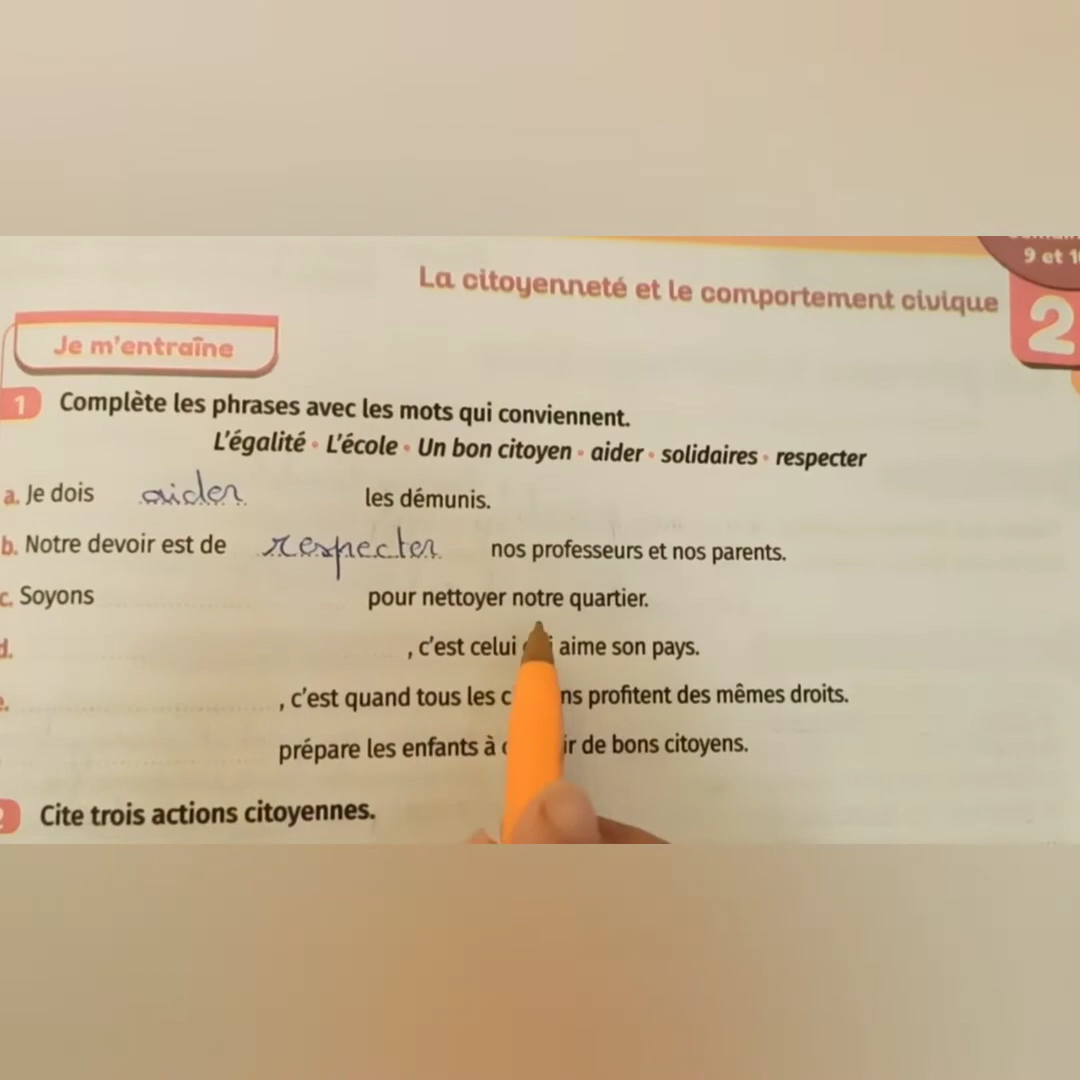 9 et 1
La citoyenneté et le comportement civique
2
Je m'entraîne
1 Complète les phrases avec les mots qui conviennent.
L'égalité • L'école • Un bon citoyen • aider • solidaires • respecter
a. Je dois aider les démunis.
b. Notre devoir est de respecter nos professeurs et nos parents.
c. Soyons pour nettoyer notre quartier.
d. , c'est celui aime son pays.
, c'est quand tous les profitent des mêmes droits.
prépare les enfants à de bons citoyens.
Cite trois actions citoyennes.